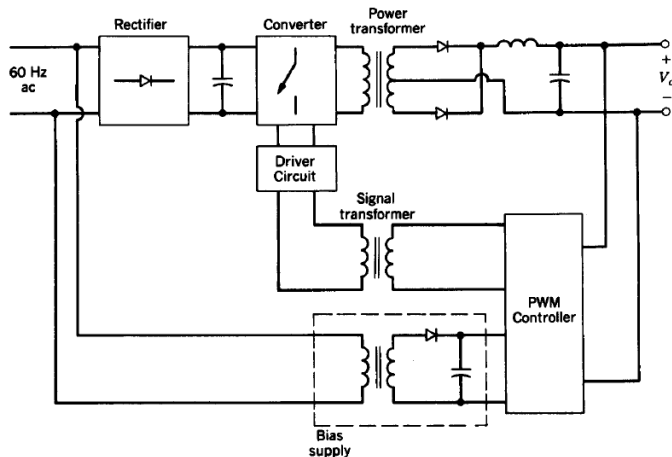 Rectifier
Converter
Power
transformer
60 Hz
ac
+
−
Driver
Circuit
Signal
transformer
PWM
Controller
Bias
supply